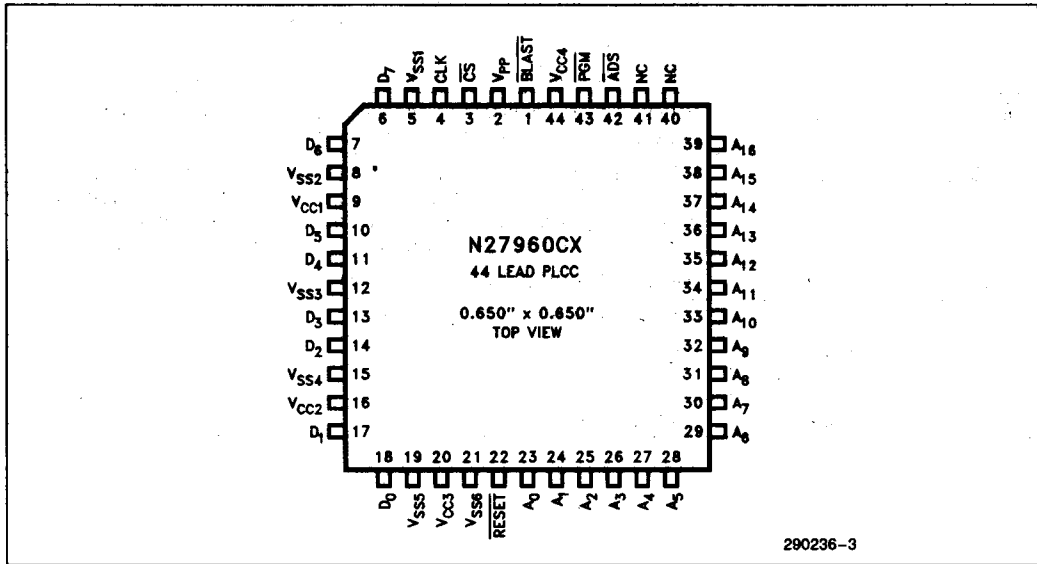 D7 VSS1 CLK CS VPP BLAST VCC4 PGM ADS NC NC
6 5 4 3 2 1 44 43 42 41 40
D6 7 39 A16
VSS2 8 38 A15
VCC1 9 37 A14
D5 10 36 A13
D4 11 35 A12
VSS3 12 34 A11
D3 13 33 A10
D2 14 32 A9
VSS4 15 31 A8
VCC2 16 30 A7
D1 17 29 A6
N27960CX
44 LEAD PLCC
0.650" x 0.650"
TOP VIEW
18 19 20 21 22 23 24 25 26 27 28
D0 VSS5 VCC3 VSS6 RESET A0 A1 A2 A3 A4 A5
290236-3